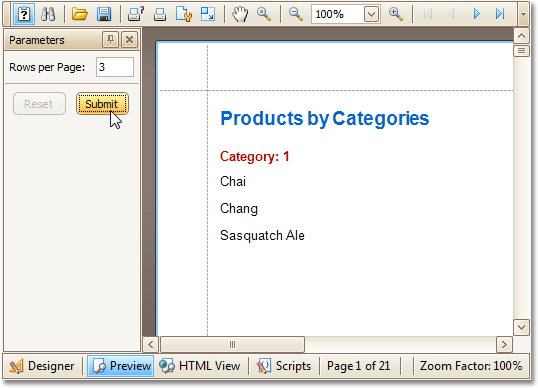 100%
Parameters
Rows per Page: 3
Reset Submit
Products by Categories
Category: 1
Chai
Chang
Sasquatch Ale
Designer Preview HTML View Scripts Page 1 of 21 Zoom Factor: 100%